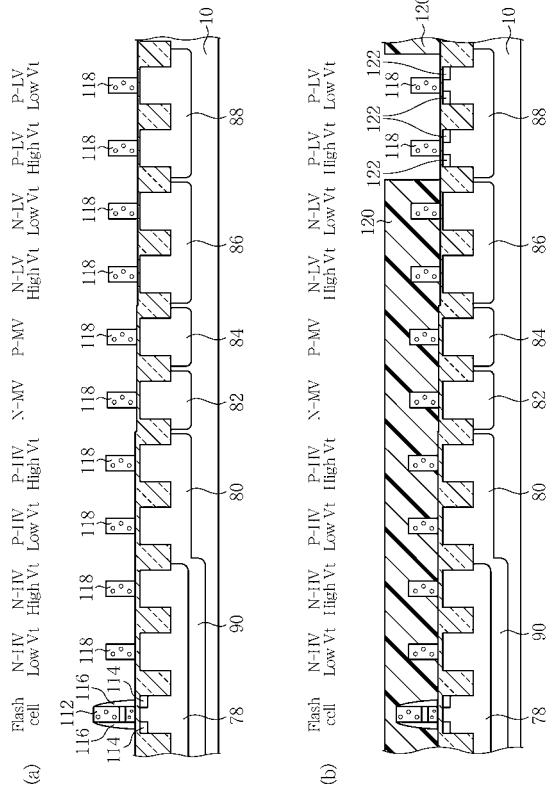 (a)
Flash cell
N-HV Low Vt
N-HV High Vt
P-HV Low Vt
P-HV High Vt
N-MV
P-MV
N-LV High Vt
N-LV Low Vt
P-LV High Vt
P-LV Low Vt
112
116
114
116
114
118
118
118
118
118
118
118
118
118
118
78
90
80
82
84
86
88
10
(b)
Flash cell
N-HV Low Vt
N-HV High Vt
P-HV Low Vt
P-HV High Vt
N-MV
P-MV
N-LV High Vt
N-LV Low Vt
P-LV High Vt
P-LV Low Vt
120
122
118
122
118
122
120
78
90
80
82
84
86
88
10